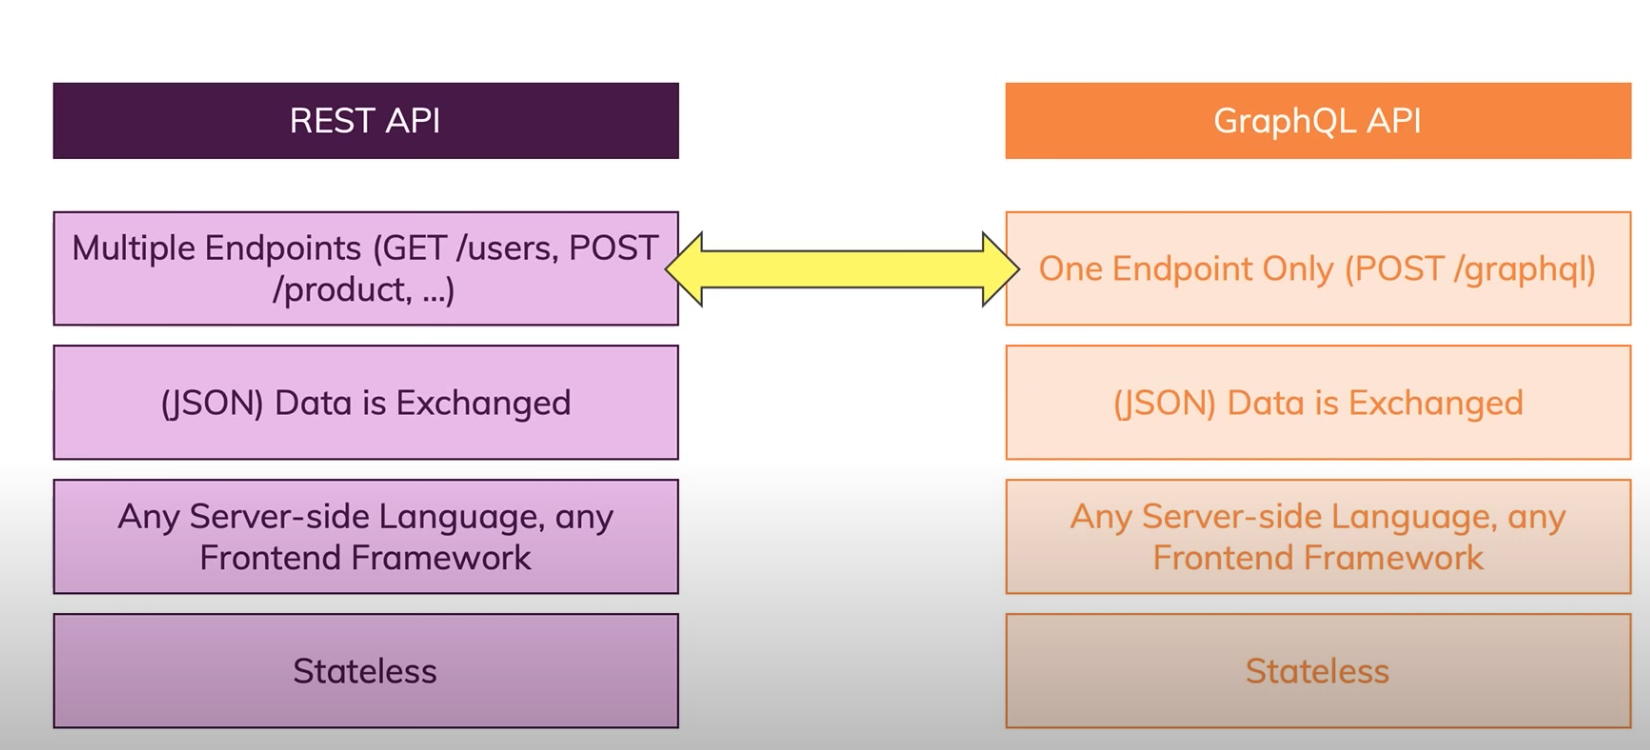 REST API
GraphQL API
Multiple Endpoints (GET /users, POST
/product, ...)
One Endpoint Only (POST /graphql)
(JSON) Data is Exchanged
(JSON) Data is Exchanged
Any Server-side Language, any
Frontend Framework
Any Server-side Language, any
Frontend Framework
Stateless
Stateless